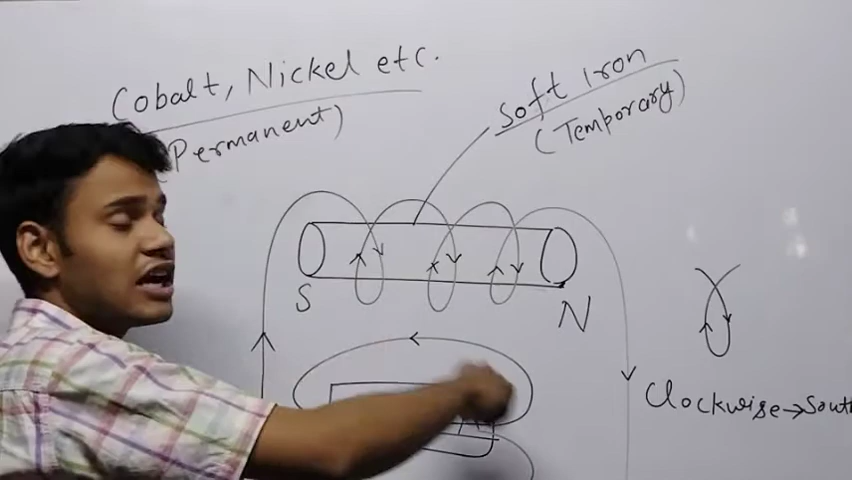 Cobalt, Nickel etc.
Permanent)
Soft Iron
(Temporary)
S
N
Clockwise→South